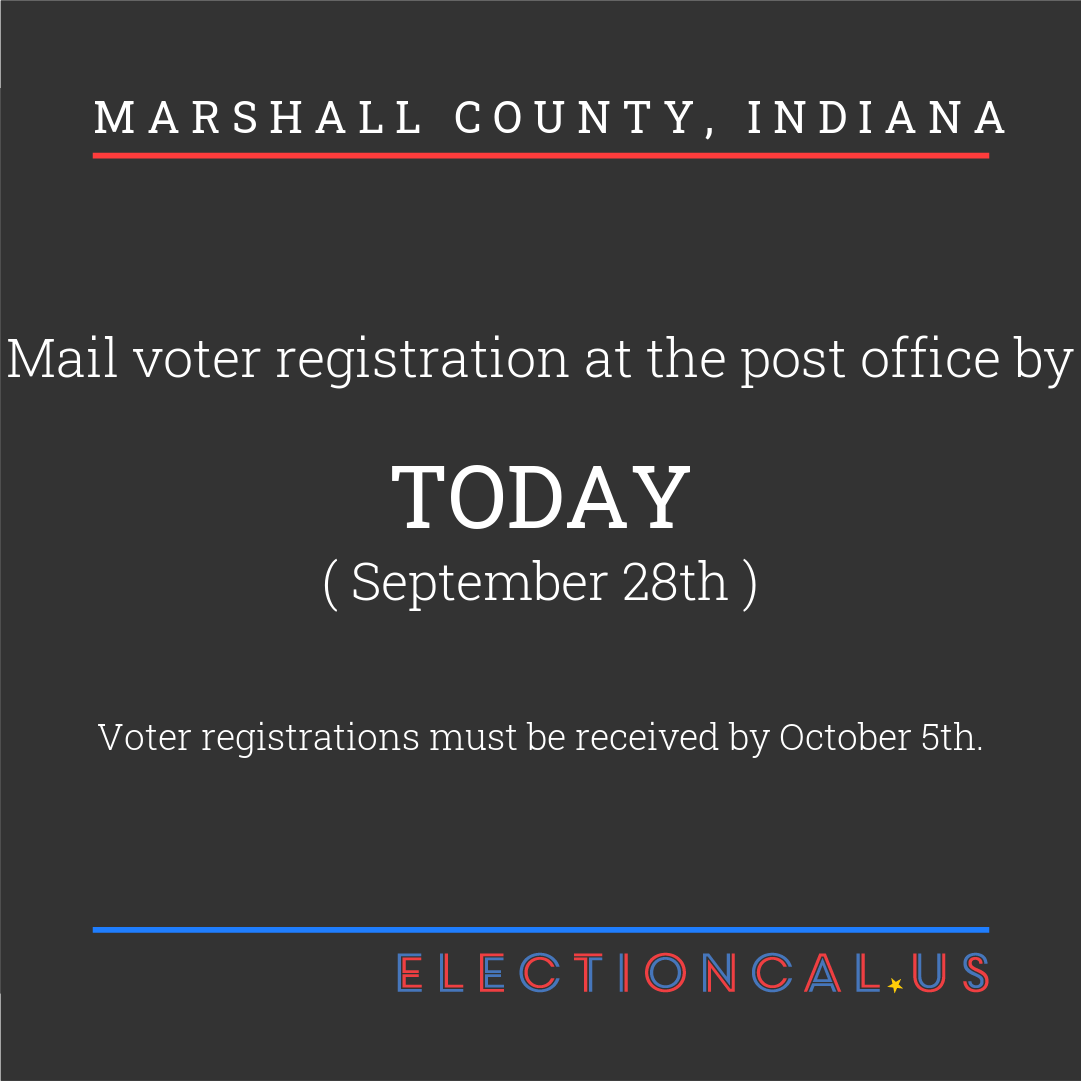 MARSHALL COUNTY, INDIANA
Mail voter registration at the post office by
TODAY
( September 28th )
Voter registrations must be received by October 5th.
ELECTIONCAL.US